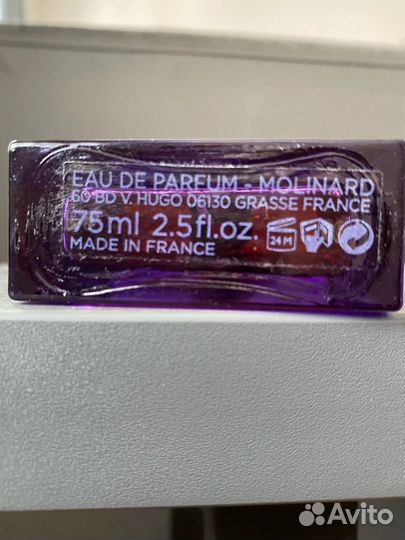 EAU DE PARFUM - MOLINARD
60 BD V. HUGO 06130 GRASSE FRANCE
75ml 2.5fl.oz. 24M
MADE IN FRANCE
Avito